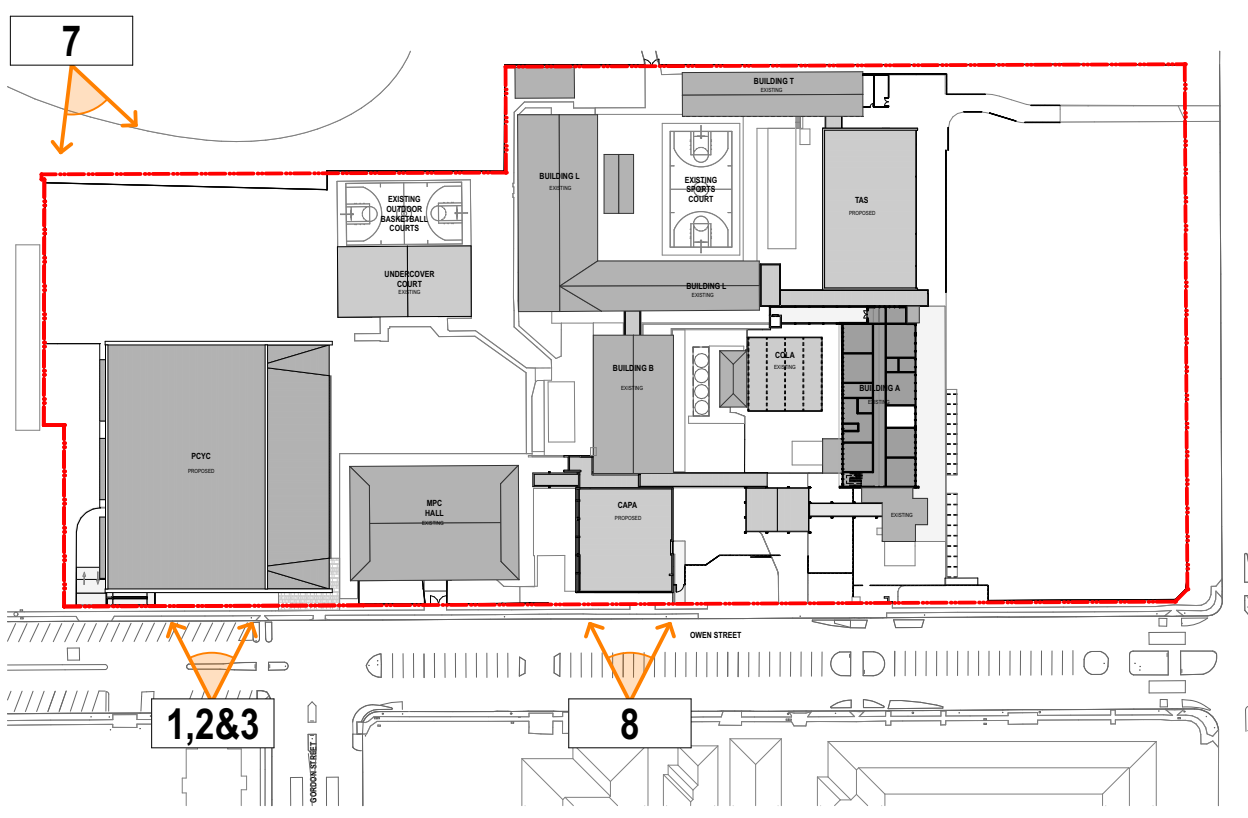 7
BUILDING T
EXISTING
BUILDING L
EXISTING
EXISTING
SPORTS
COURT
TAS
PROPOSED
EXISTING
OUTDOOR
BASKETBALL
COURTS
UNDERCOVER
COURT
EXISTING
BUILDING L
EXISTING
COLA
EXISTING
BUILDING B
EXISTING
BUILDING A
EXISTING
PCYC
PROPOSED
MPC
HALL
EXISTING
CAPA
PROPOSED
EXISTING
OWEN STREET
1,2&3
8
GORDON STREET